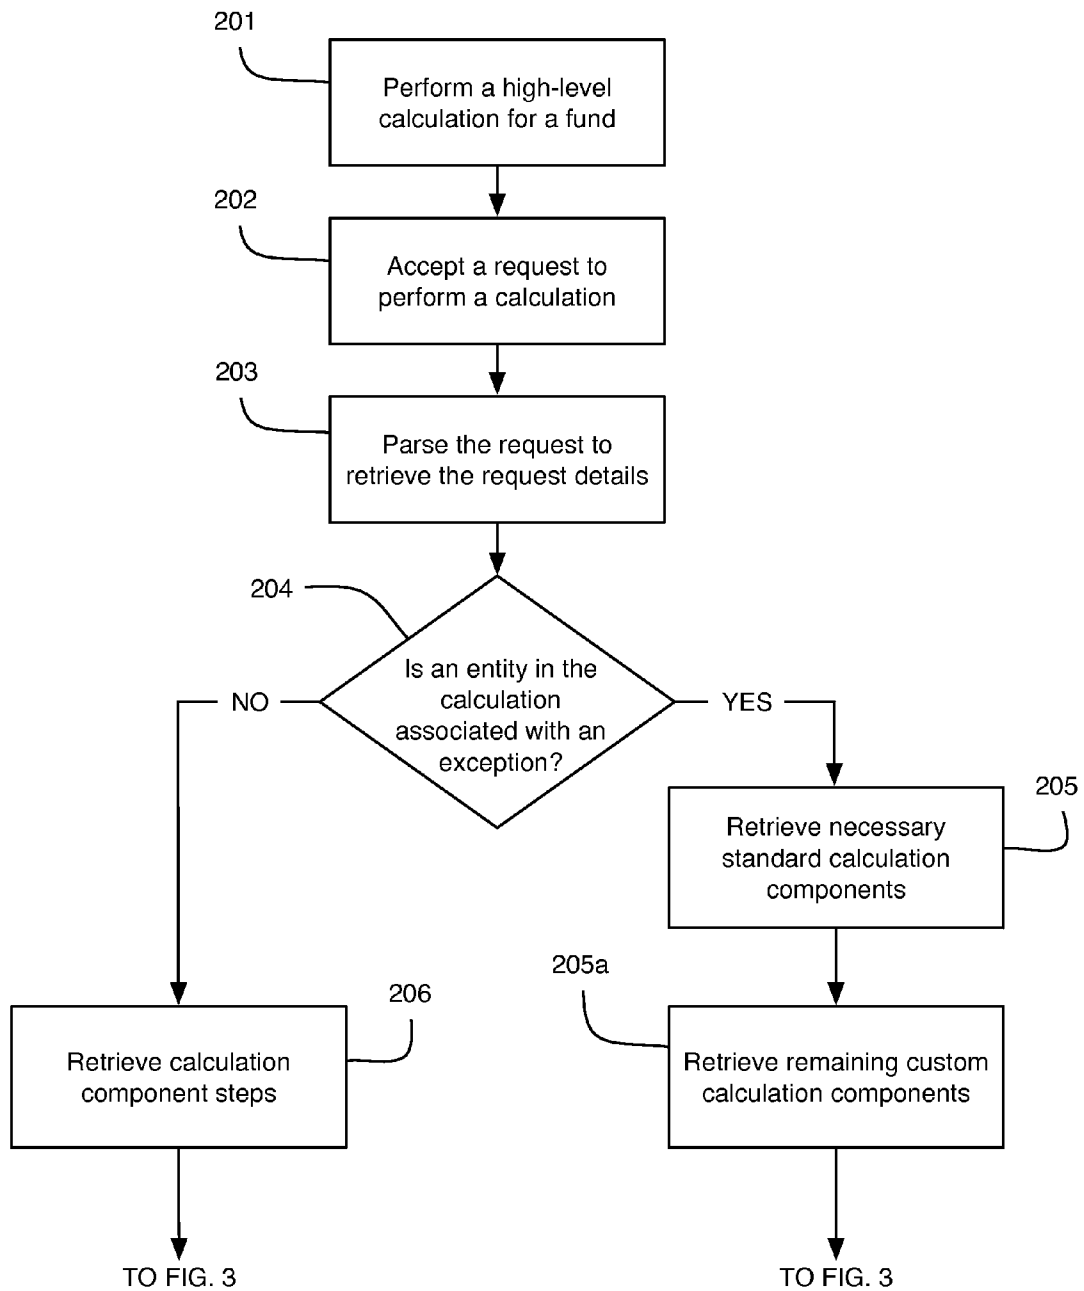 201
Perform a high-level
calculation for a fund
202
Accept a request to
perform a calculation
203
Parse the request to
retrieve the request details
204
Is an entity in the
calculation
associated with an
exception?
NO
YES
205
Retrieve necessary
standard calculation
components
205a
206
Retrieve calculation
component steps
Retrieve remaining custom
calculation components
TO FIG. 3
TO FIG. 3